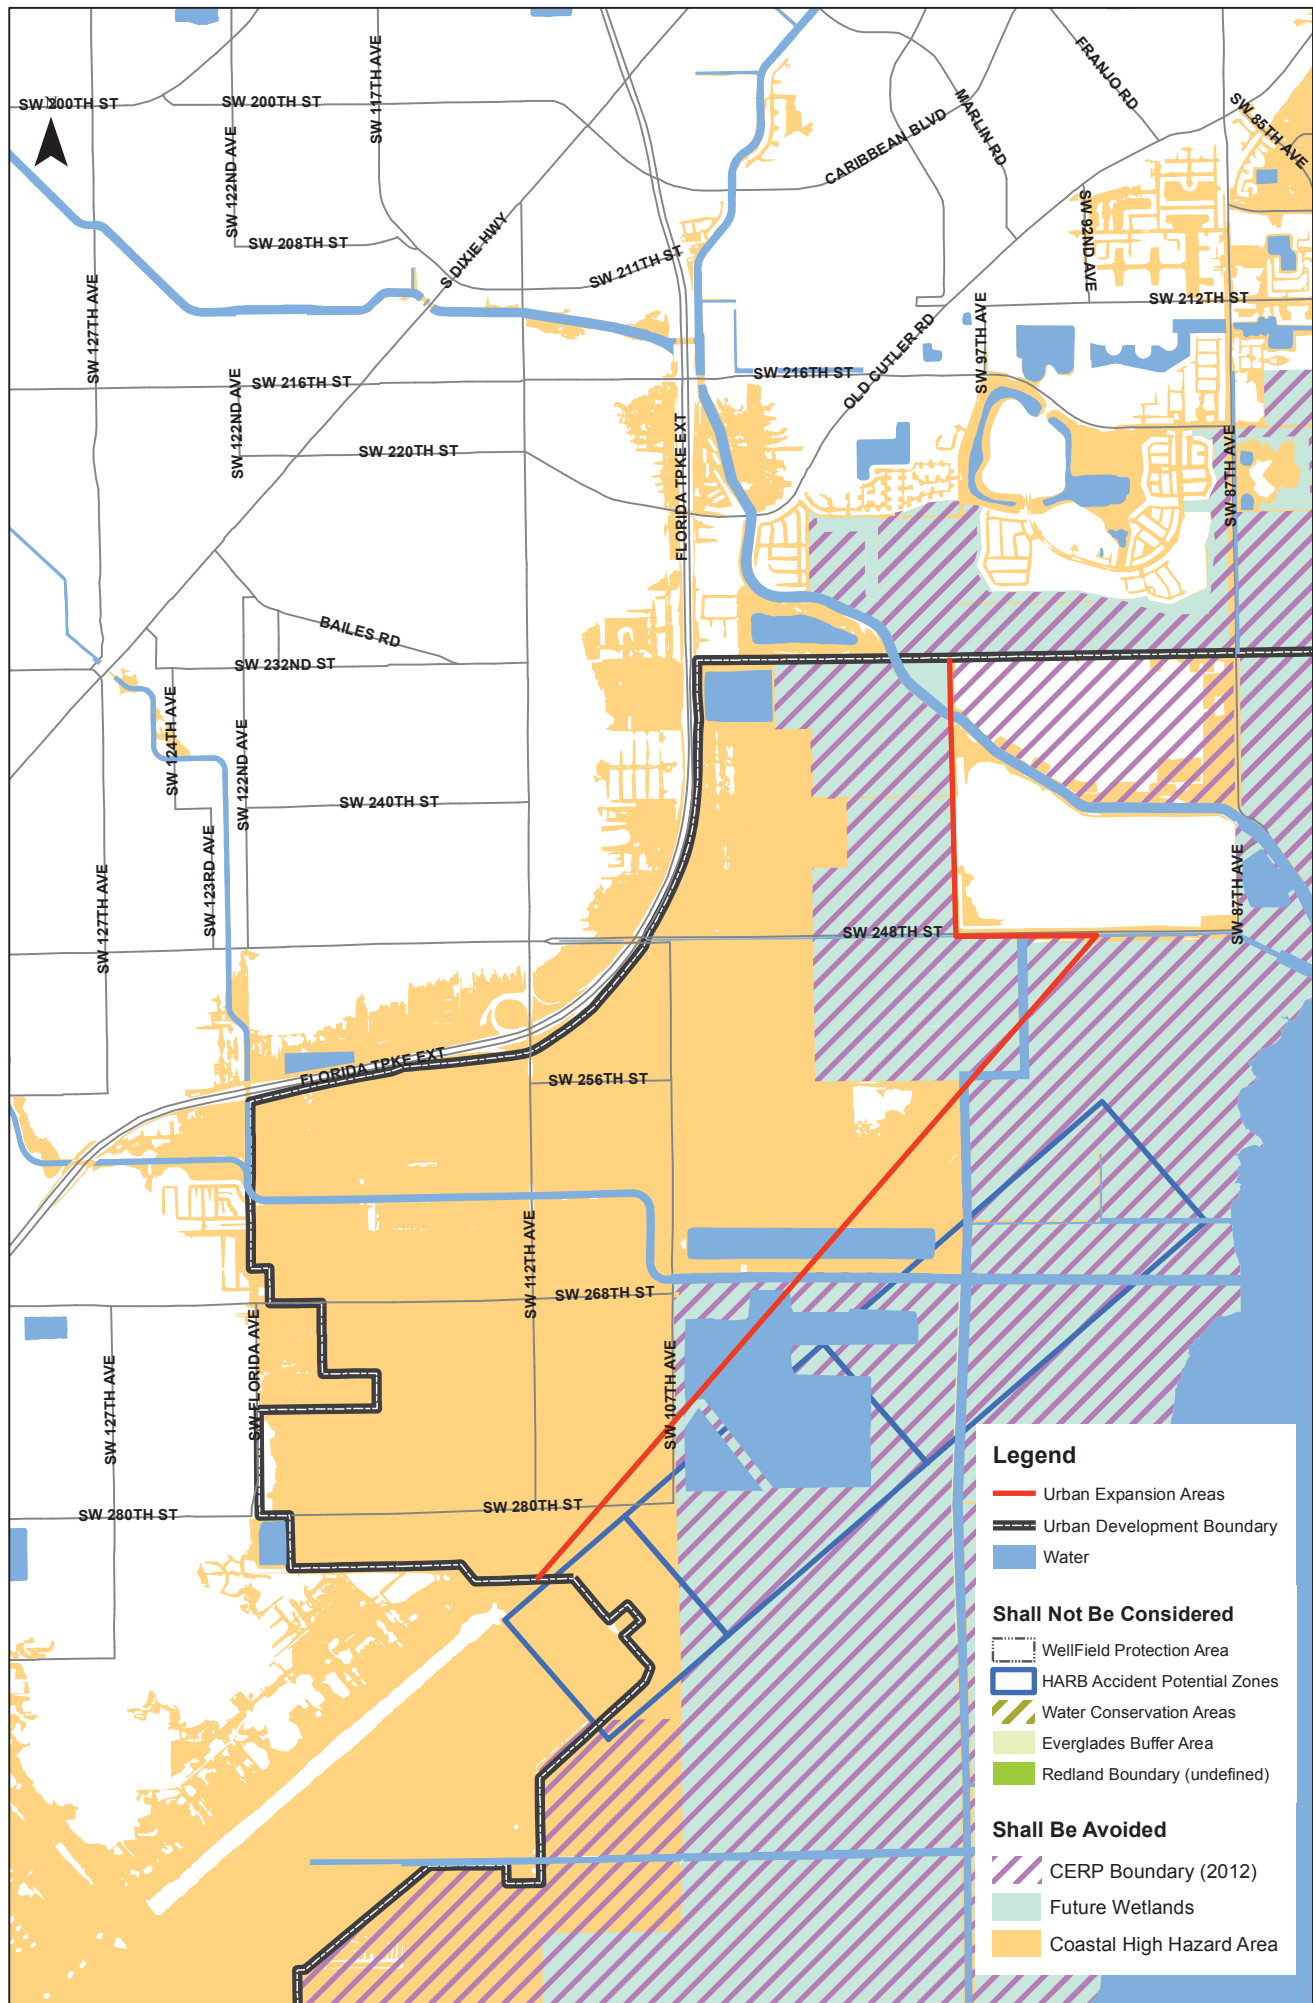 FRANJO RD
SW 200TH ST
N
SW 200TH ST
SW 117TH AVE
MARLIN RD
SW 85TH AVE
CARIBBEAN BLVD
SW 122ND AVE
SW 92ND AVE
SW 208TH ST
S DIXIE HWY
SW 211TH ST
SW 127TH AVE
SW 97TH AVE
SW 212TH ST
OLD CUTLER RD
SW 216TH ST
SW 216TH ST
SW 122ND AVE
SW 220TH ST
FLORIDA TPKE EXT
SW 87TH AVE
BAILES RD
SW 232ND ST
SW 124TH AVE
SW 122ND AVE
SW 240TH ST
SW 123RD AVE
SW 127TH AVE
SW 87TH AVE
SW 248TH ST
FLORIDA TPKE EXT
SW 256TH ST
SW 112TH AVE
SW 268TH ST
SW FLORIDA AVE
SW 127TH AVE
SW 107TH AVE
SW 280TH ST
SW 280TH ST
Legend
Urban Expansion Areas
Urban Development Boundary
Water
Shall Not Be Considered
WellField Protection Area
HARB Accident Potential Zones
Water Conservation Areas
Everglades Buffer Area
Redland Boundary (undefined)
Shall Be Avoided
CERP Boundary (2012)
Future Wetlands
Coastal High Hazard Area